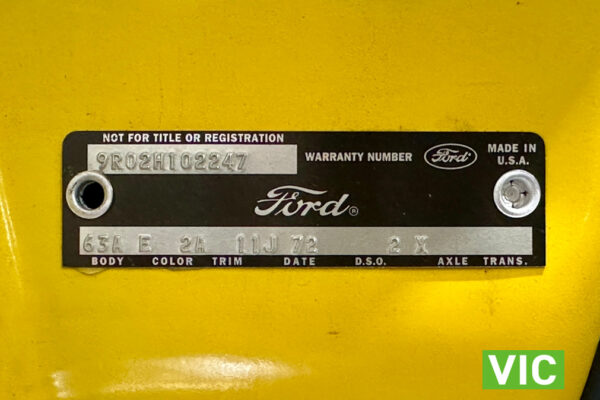 NOT FOR TITLE OR REGISTRATION
9R02H102247
WARRANTY NUMBER
Ford
MADE IN
U.S.A.
Ford®
63A E 2A 11J 72 2 X
BODY COLOR TRIM DATE D.S.O. AXLE TRANS.
VIC